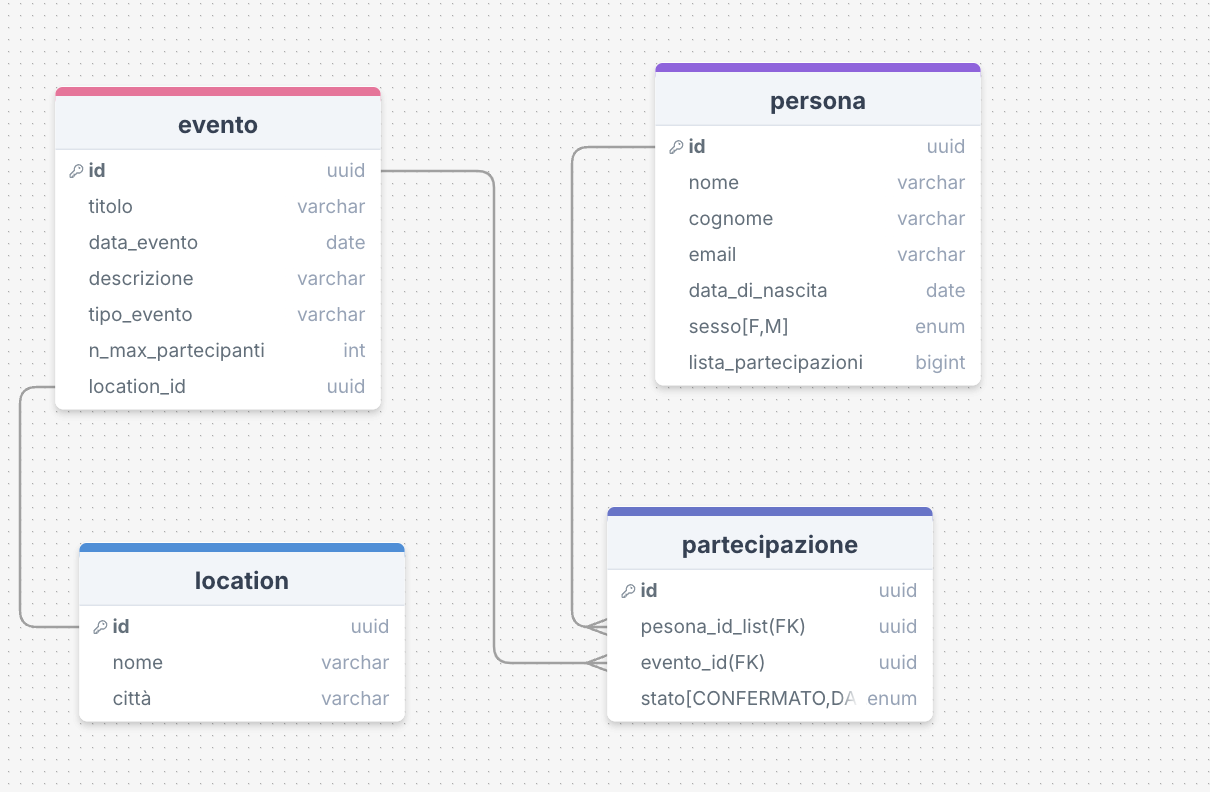 evento
id uuid
titolo varchar
data_evento date
descrizione varchar
tipo_evento varchar
n_max_partecipanti int
location_id uuid
persona
id uuid
nome varchar
cognome varchar
email varchar
data_di_nascita date
sesso[F,M] enum
lista_partecipazioni bigint
location
id uuid
nome varchar
città varchar
partecipazione
id uuid
pesona_id_list(FK) uuid
evento_id(FK) uuid
stato[CONFERMATO,DA enum